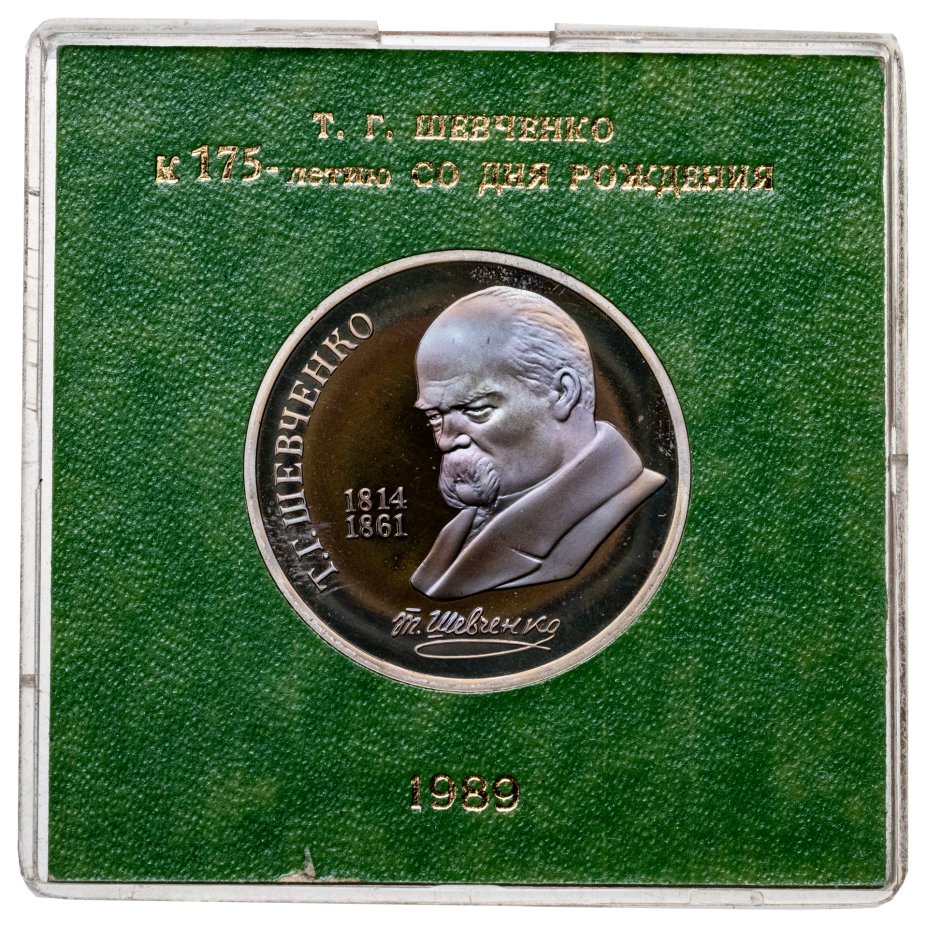 Т. Г. ШЕВЧЕНКО
К 175-летию СО ДНЯ РОЖДЕНИЯ
Т.Г.ШЕВЧЕНКО
1814
1861
Т. Шевченко
1989